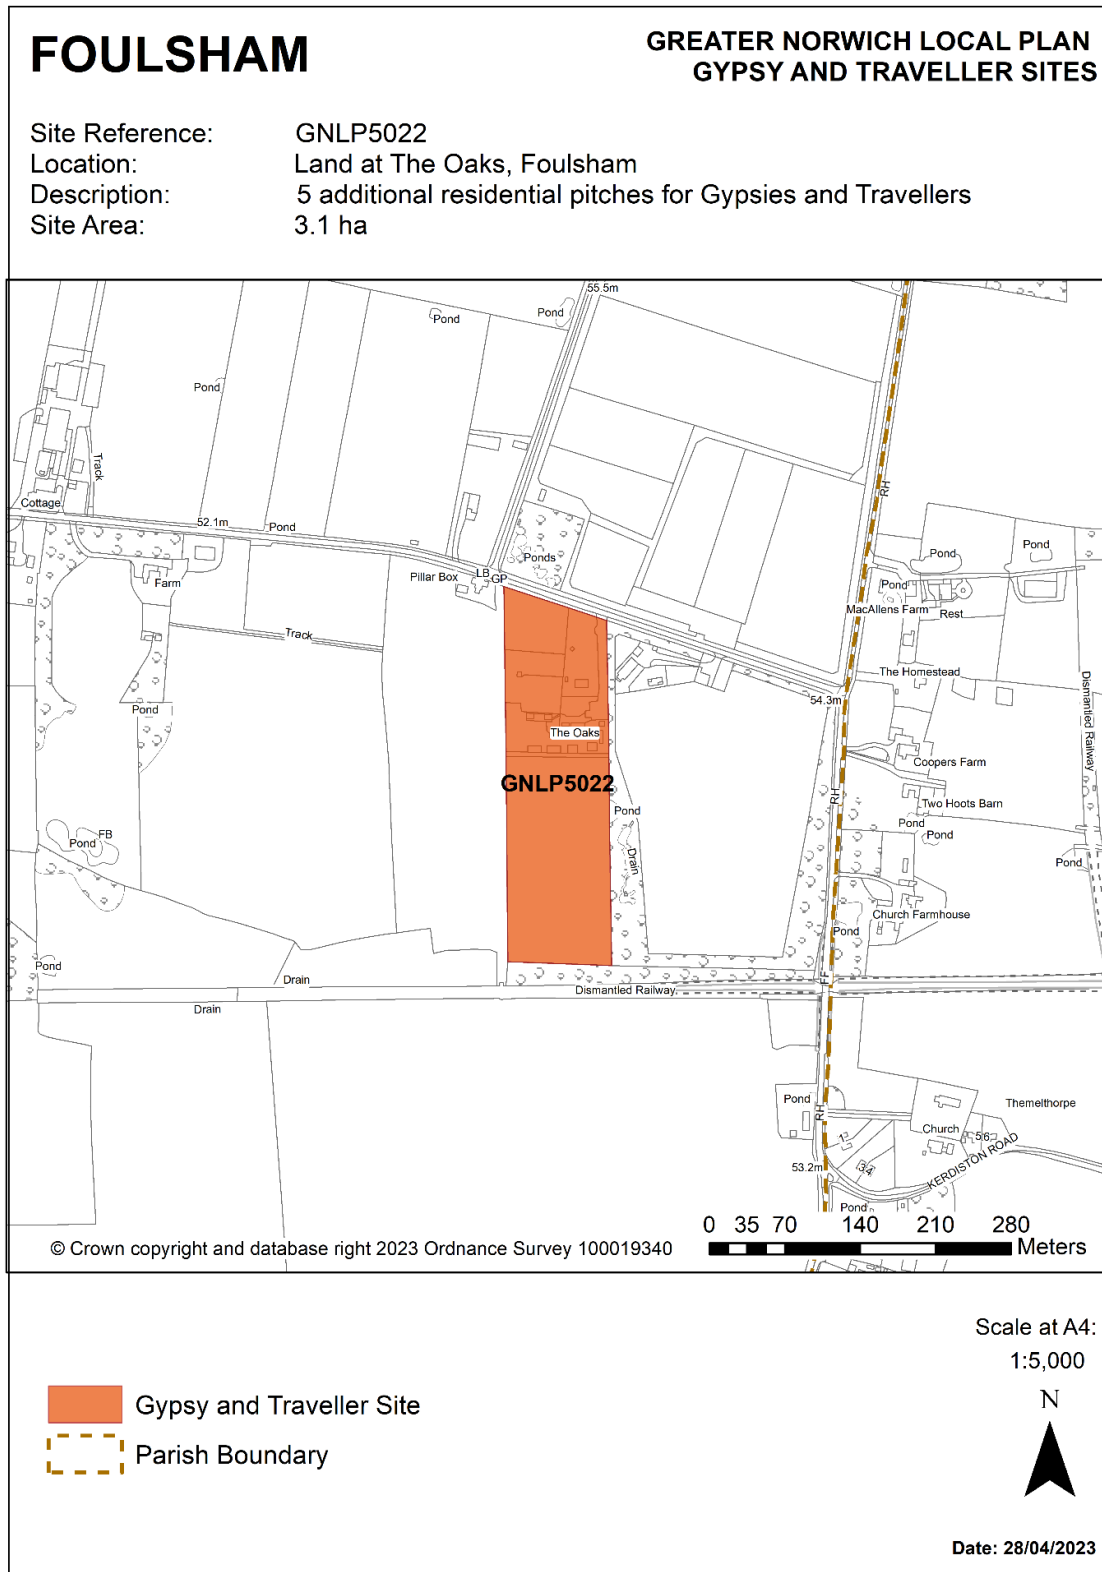 FOULSHAM
GREATER NORWICH LOCAL PLAN
GYPSY AND TRAVELLER SITES
Site Reference: GNLP5022
Location: Land at The Oaks, Foulsham
Description: 5 additional residential pitches for Gypsies and Travellers
Site Area: 3.1 ha
55.5m
Pond
Pond
Pond
Track
RH
Cottage
52.1m
Pond
Ponds
Pond
Pond
Farm
Pillar Box
LB
GP
Pond
MacAllens Farm
Rest
Track
The Homestead
54.3m
Dismantled Railway
Pond
The Oaks
Coopers Farm
GNLP5022
RH
Two Hoots Barn
Pond
Pond
Pond
FB
Pond
Drain
Pond
Church Farmhouse
Pond
Pond
Drain
FF
Dismantled Railway
Drain
Pond
RH
Themelthorpe
1
Church
56
34
53.2m
KERDISTON ROAD
Pond
0 35 70 140 210 280
Meters
© Crown copyright and database right 2023 Ordnance Survey 100019340
Scale at A4:
1:5,000
N
Gypsy and Traveller Site
Parish Boundary
Date: 28/04/2023